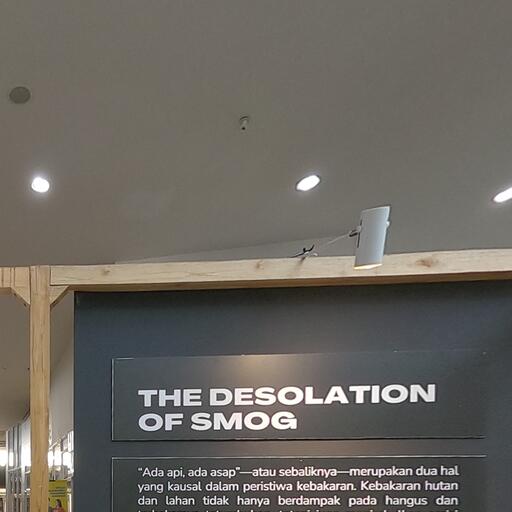 THE DESOLATION
OF SMOG
"Ada api, ada asap"—atau sebaliknya—merupakan dua hal
yang kausal dalam peristiwa kebakaran. Kebakaran hutan
dan lahan tidak hanya berdampak pada hangus dan